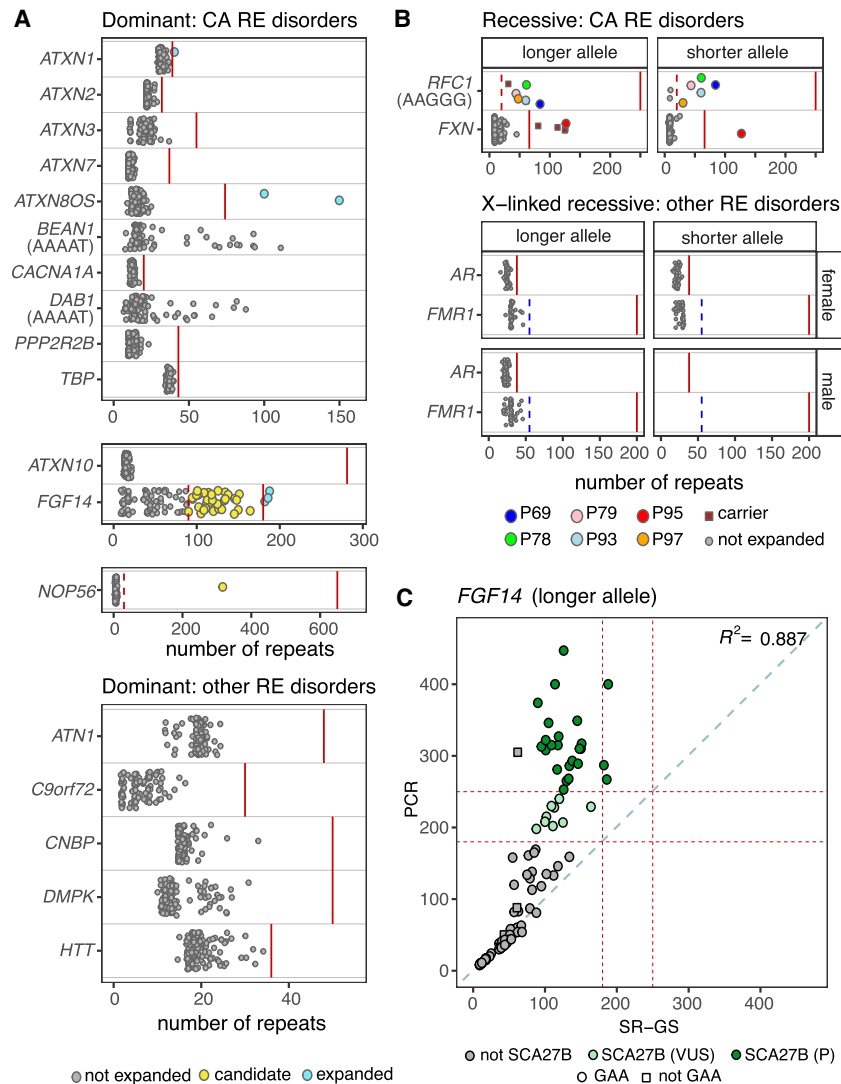 A
Dominant: CA RE disorders
ATXN1
ATXN2
ATXN3
ATXN7
ATXN8OS
BEAN1
(AAAAT)
CACNA1A
DAB1
(AAAAT)
PPP2R2B
TBP
0 50 100 150
ATXN10
FGF14
0 100 200 300
NOP56
0 200 400 600
number of repeats
Dominant: other RE disorders
ATN1
C9orf72
CNBP
DMPK
HTT
0 20 40
number of repeats
not expanded candidate expanded
B
Recessive: CA RE disorders
longer allele shorter allele
RFC1
(AAGGG)
FXN
0 100 200 0 100 200
X-linked recessive: other RE disorders
longer allele shorter allele
AR
FMR1
female
AR
FMR1
male
0 50 100 150 200 0 50 100 150 200
number of repeats
P69 P79 P95 carrier
P78 P93 P97 not expanded
C
FGF14 (longer allele)
R2= 0.887
PCR
400
300
200
100
0
0 100 200 300 400
SR-GS
not SCA27B SCA27B (VUS) SCA27B (P)
GAA not GAA